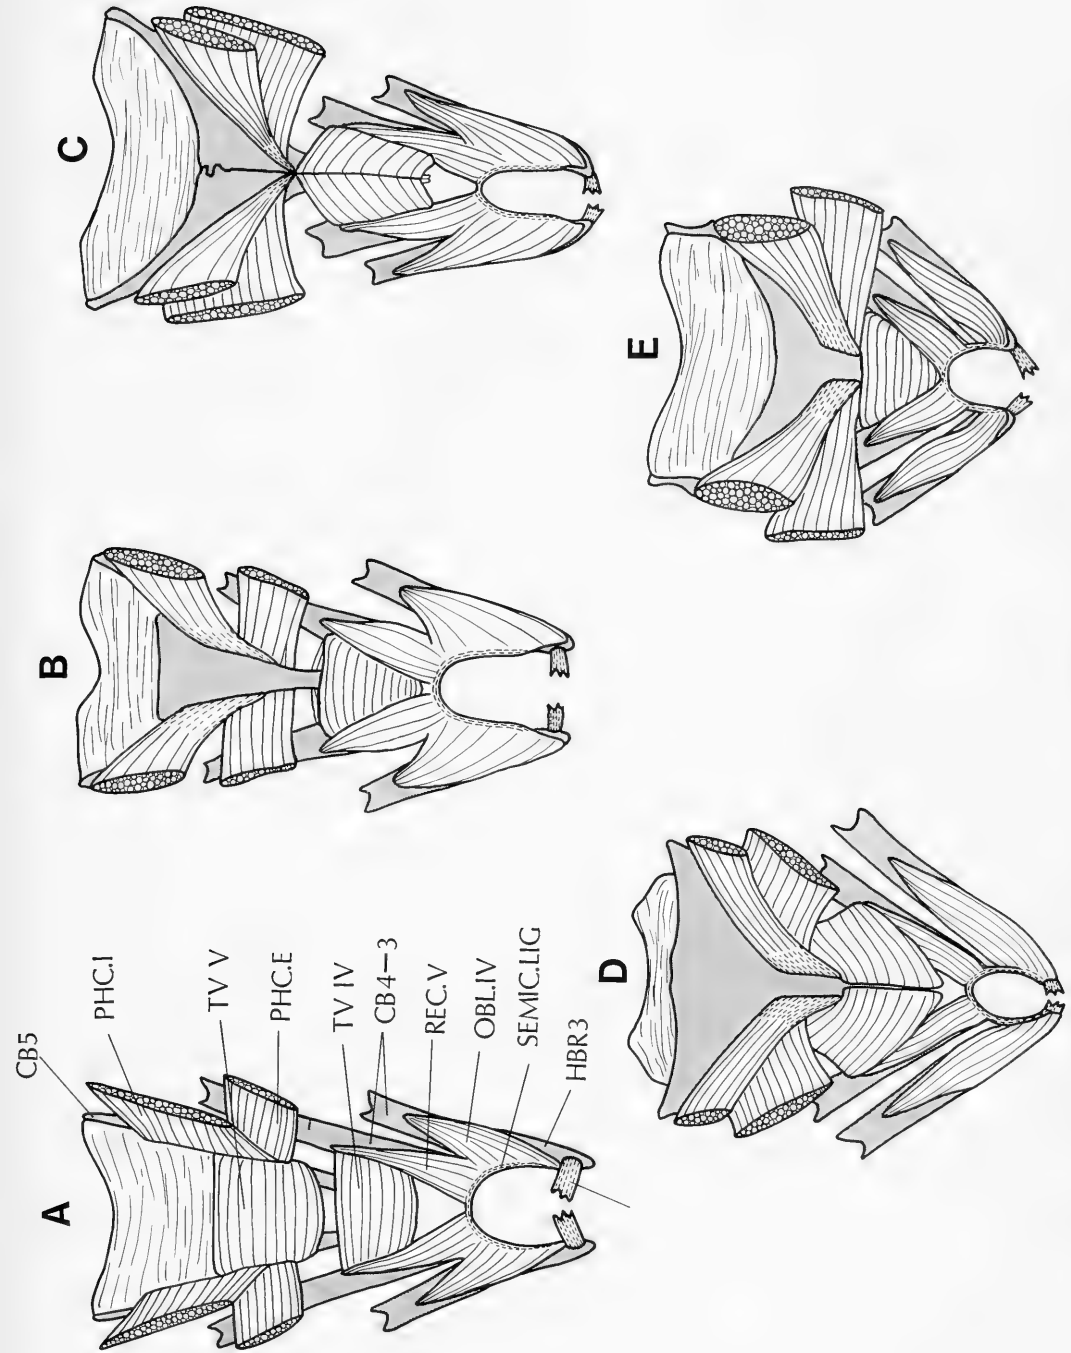 A
CB5
PHC.I
TV V
PHC.E
TV IV
CB4–3
REC.V
OBL.IV
SEMIC.LIG
HBR3
B
C
D
E